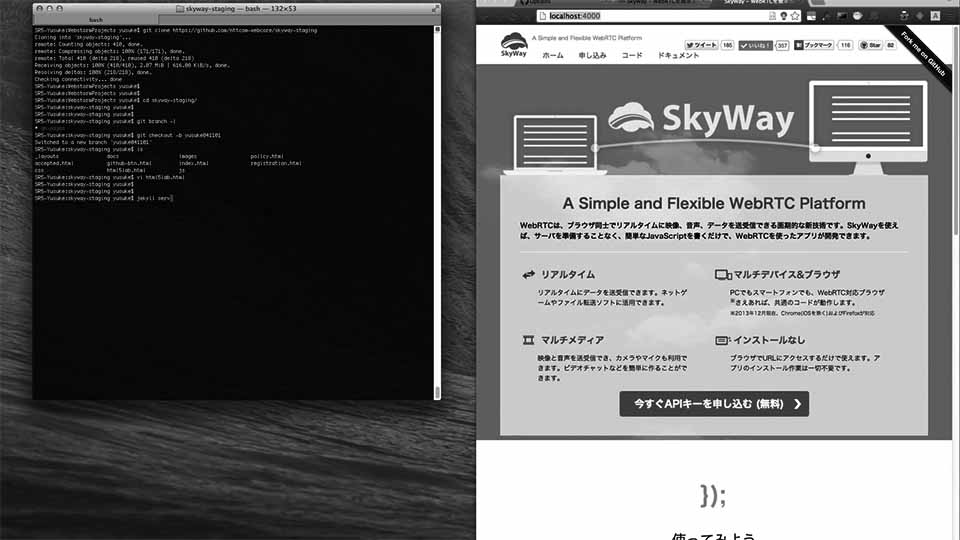 skyway-staging — bash — 132×53
bash
SR5-Yusuke:WebstormProjects yusuke$ git clone https://github.com/nttcom-webcore/skyway-staging
Cloning into 'skyway-staging'...
remote: Counting objects: 410, done.
remote: Compressing objects: 100% (171/171), done.
remote: Total 410 (delta 218), reused 410 (delta 218)
Receiving objects: 100% (410/410), 2.07 MiB | 616.00 KiB/s, done.
Resolving deltas: 100% (218/218), done.
Checking connectivity... done
SR5-Yusuke:WebstormProjects yusuke$
SR5-Yusuke:WebstormProjects yusuke$
SR5-Yusuke:WebstormProjects yusuke$ cd skyway-staging/
SR5-Yusuke:skyway-staging yusuke$
SR5-Yusuke:skyway-staging yusuke$
SR5-Yusuke:skyway-staging yusuke$ git branch -l
*
SR5-Yusuke:skyway-staging yusuke$ git checkout -b yusuke041101
Switched to a new branch 'yusuke041101'
SR5-Yusuke:skyway-staging yusuke$ ls
_layouts docs images policy.html
accepted.html github-btn.html index.html registration.html
css html5lab.html js
SR5-Yusuke:skyway-staging yusuke$ vi html5lab.html
SR5-Yusuke:skyway-staging yusuke$
SR5-Yusuke:skyway-staging yusuke$
SR5-Yusuke:skyway-staging yusuke$ jekyll serv
localhost:4000
A Simple and Flexible WebRTC Platform
SkyWay
ツイート 185 いいね！ 357 ブックマーク 116 Star 82
ホーム 申し込み コード ドキュメント
Fork me on GitHub
SkyWay
A Simple and Flexible WebRTC Platform
WebRTCは、ブラウザ同士でリアルタイムに映像、音声、データを送受信できる画期的な新技術です。SkyWayを使え
ば、サーバを準備することなく、簡単なJavaScriptを書くだけで、WebRTCを使ったアプリが開発できます。
リアルタイム
リアルタイムにデータを送受信できます。ネットゲ
ームやファイル転送ソフトに活用できます。
マルチデバイス&ブラウザ
PCでもスマートフォンでも、WebRTC対応ブラウザ
※さえあれば、共通のコードが動作します。
※2013年12月現在、Chrome(iOSを除く)およびFirefoxが対応
マルチメディア
映像と音声を送受信でき、カメラやマイクも利用で
きます。ビデオチャットなどを簡単に作ることがで
きます。
インストールなし
ブラウザでURLにアクセスするだけで使えます。ア
プリのインストール作業は一切不要です。
今すぐAPIキーを申し込む (無料) ❯
});
使ってみよう